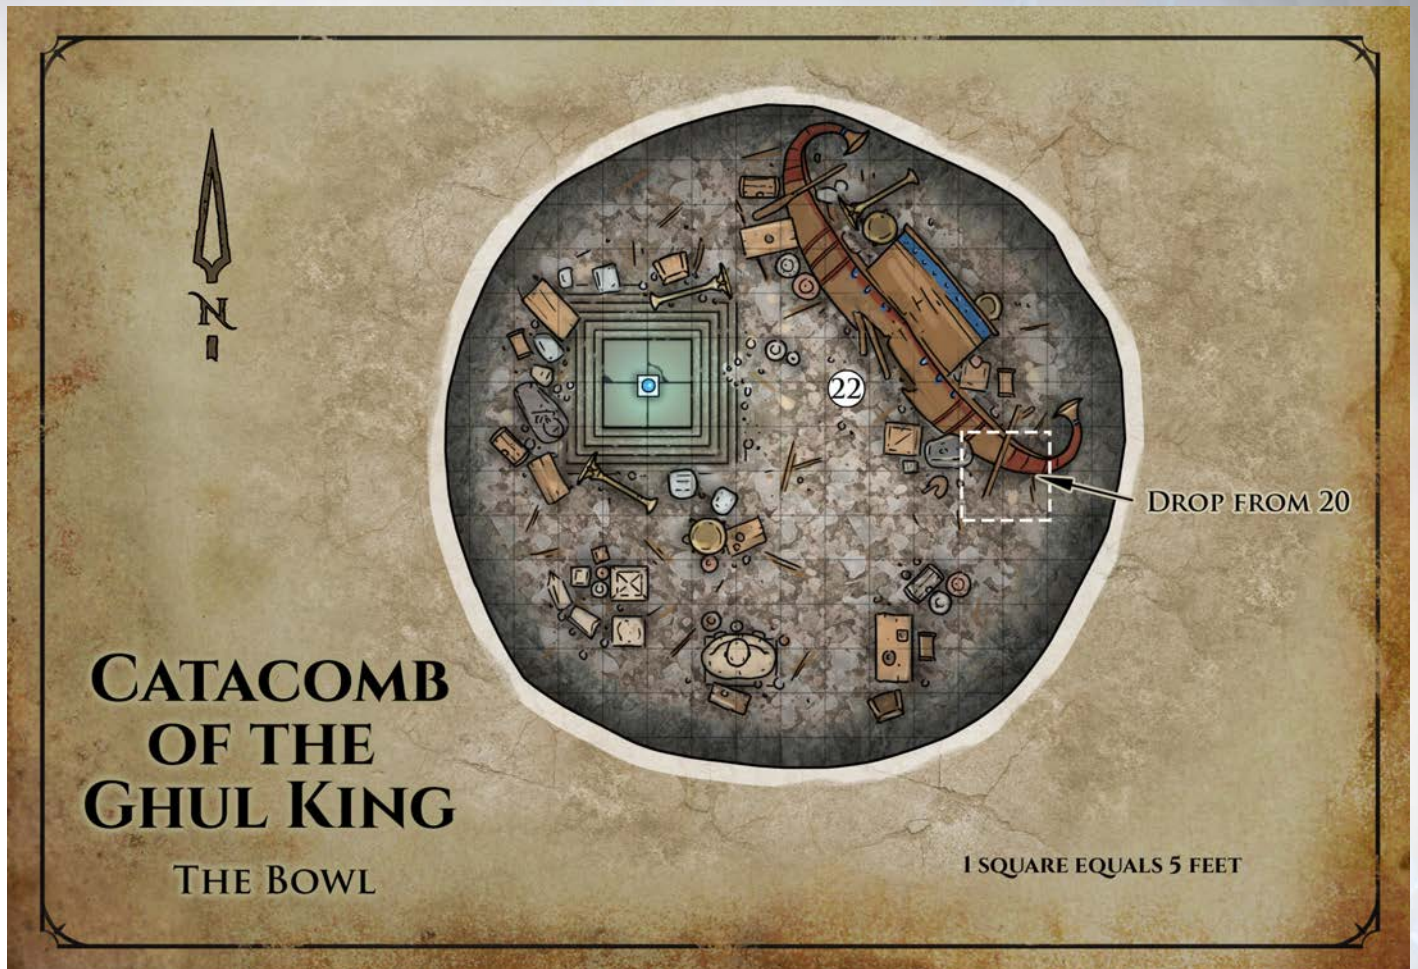 N
22
Drop from 20
Catacomb
of the
Ghul King
The Bowl
1 square equals 5 feet